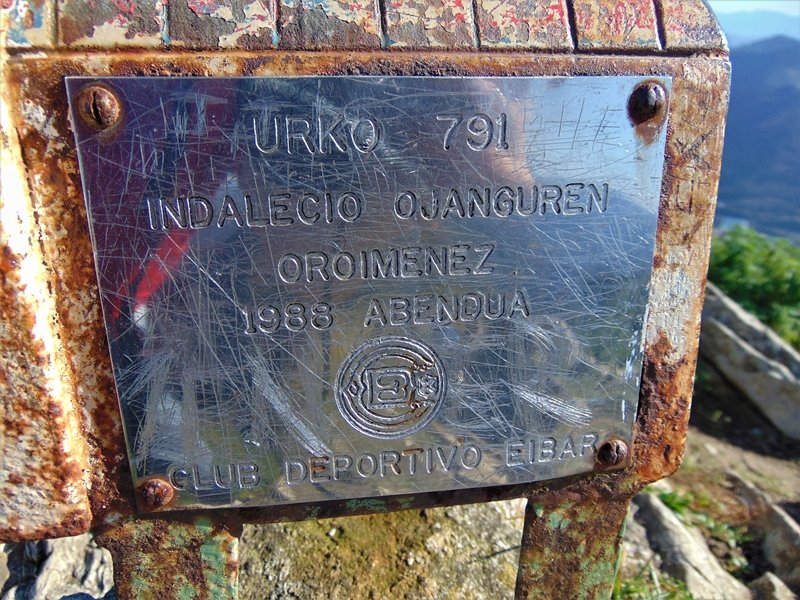 URKO 791
INDALECIO OJANGUREN
OROIMENEZ
1988 ABENDUA
CLUB DEPORTIVO EIBAR